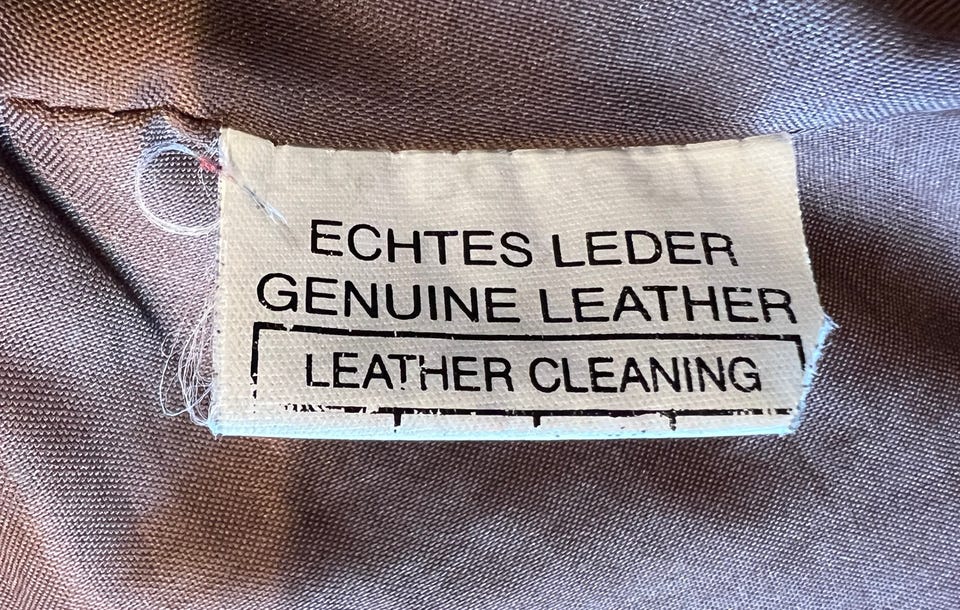 ECHTES LEDER
GENUINE LEATHER
LEATHER CLEANING